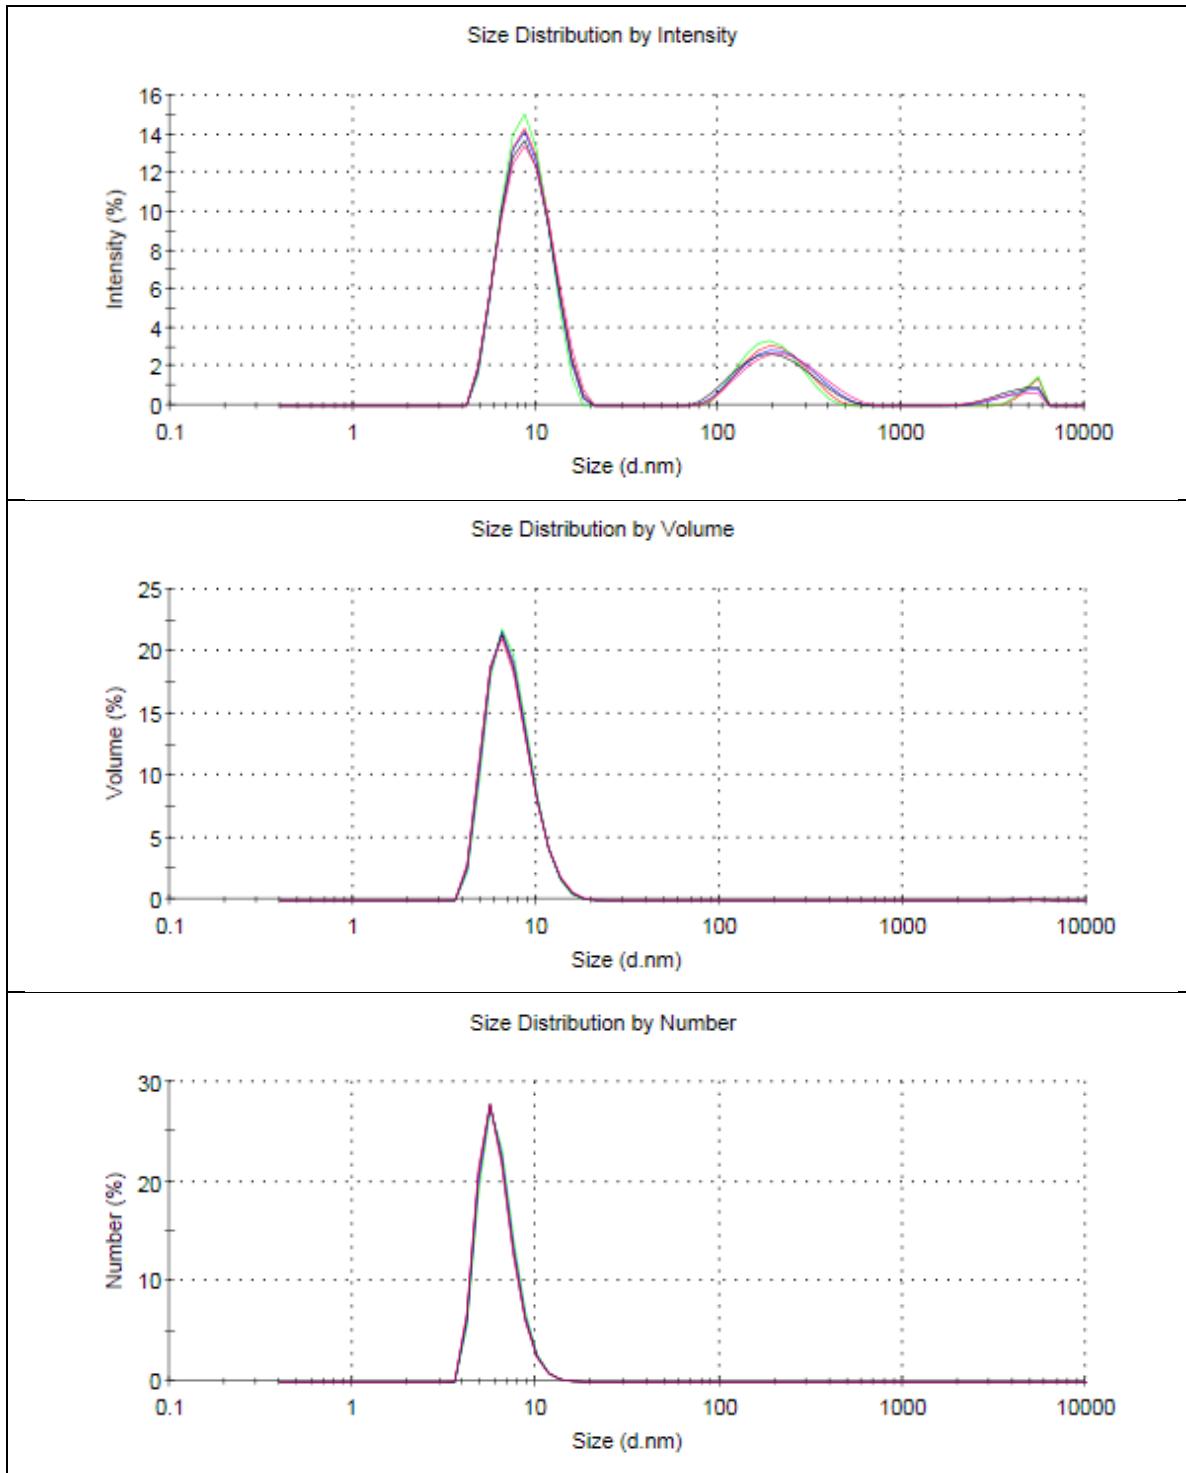 Size Distribution by Intensity
16
14
12
10
8
6
4
2
0
Intensity (%)
0.1 1 10 100 1000 10000
Size (d.nm)
Size Distribution by Volume
25
20
15
10
5
0
Volume (%)
0.1 1 10 100 1000 10000
Size (d.nm)
Size Distribution by Number
30
20
10
0
Number (%)
0.1 1 10 100 1000 10000
Size (d.nm)